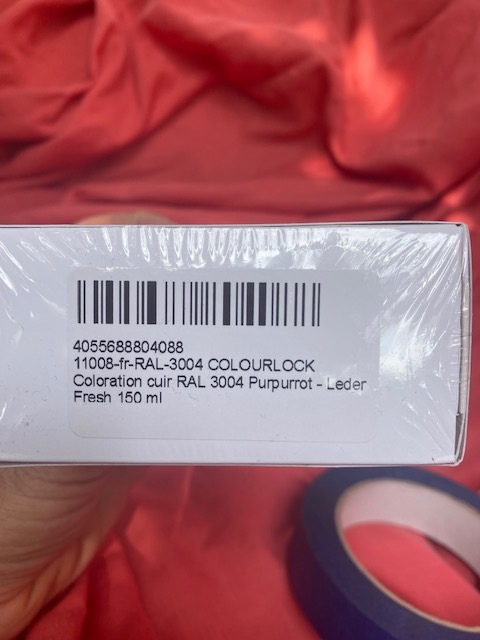 4055688804088
11008-fr-RAL-3004 COLOURLOCK
Coloration cuir RAL 3004 Purpurrot - Leder
Fresh 150 ml